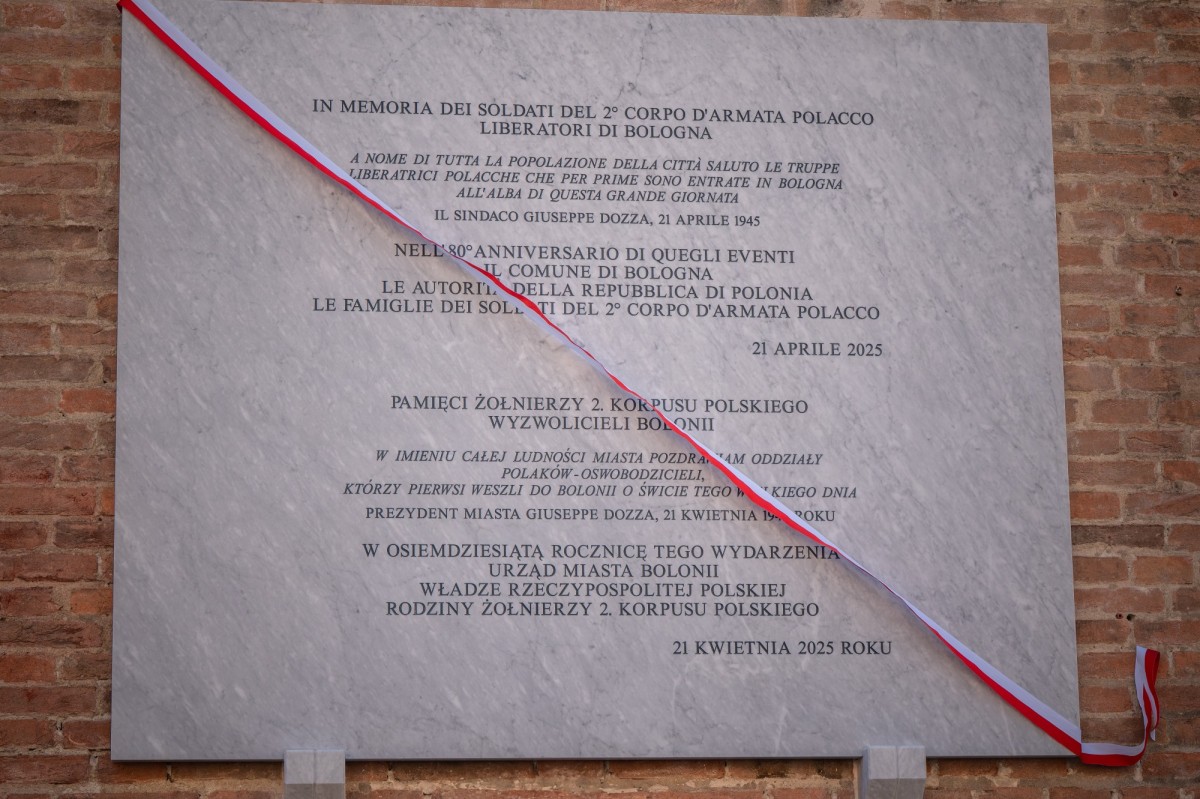 IN MEMORIA DEI SOLDATI DEL 2° CORPO D'ARMATA POLACCO
LIBERATORI DI BOLOGNA
A NOME DI TUTTA LA POPOLAZIONE DELLA CITTÀ SALUTO LE TRUPPE
LIBERATRICI POLACCHE CHE PER PRIME SONO ENTRATE IN BOLOGNA
ALL'ALBA DI QUESTA GRANDE GIORNATA
IL SINDACO GIUSEPPE DOZZA, 21 APRILE 1945
NELL'80° ANNIVERSARIO DI QUEGLI EVENTI
IL COMUNE DI BOLOGNA
LE AUTORITÀ DELLA REPUBBLICA DI POLONIA
LE FAMIGLIE DEI SOLDATI DEL 2° CORPO D'ARMATA POLACCO
21 APRILE 2025
PAMIĘCI ŻOŁNIERZY 2. KORPUSU POLSKIEGO
WYZWOLICIELI BOLONII
W IMIENIU CAŁEJ LUDNOŚCI MIASTA POZDRAWIAM ODDZIAŁY
POLAKÓW-OSWOBODZICIELI,
KTÓRZY PIERWSI WESZLI DO BOLONII O ŚWICIE TEGO WIELKIEGO DNIA
PREZYDENT MIASTA GIUSEPPE DOZZA, 21 KWIETNIA 1945 ROKU
W OSIEMDZIESIĄTĄ ROCZNICĘ TEGO WYDARZENIA
URZĄD MIASTA BOLONII
WŁADZE RZECZYPOSPOLITEJ POLSKIEJ
RODZINY ŻOŁNIERZY 2. KORPUSU POLSKIEGO
21 KWIETNIA 2025 ROKU